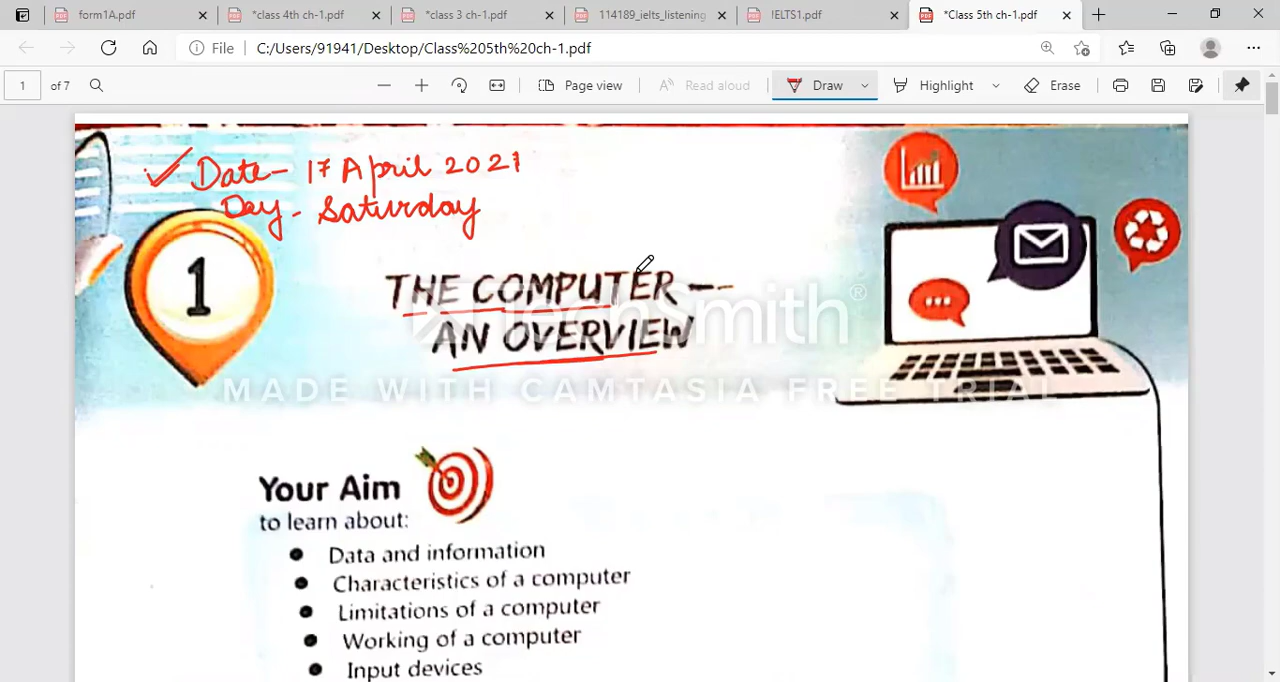 form1A.pdf
*class 4th ch-1.pdf
*class 3 ch-1.pdf
114189_ielts_listening
IELTS1.pdf
*Class 5th ch-1.pdf
File
C:/Users/91941/Desktop/Class%205th%20ch-1.pdf
1 of 7
Page view
Read aloud
Draw
Highlight
Erase
✓ Date - 17 April 2021
Day - Saturday
1
THE COMPUTER –
AN OVERVIEW
TechSmith®
MADE WITH CAMTASIA FREE TRIAL
Your Aim
to learn about:
● Data and information
● Characteristics of a computer
● Limitations of a computer
● Working of a computer
● Input devices